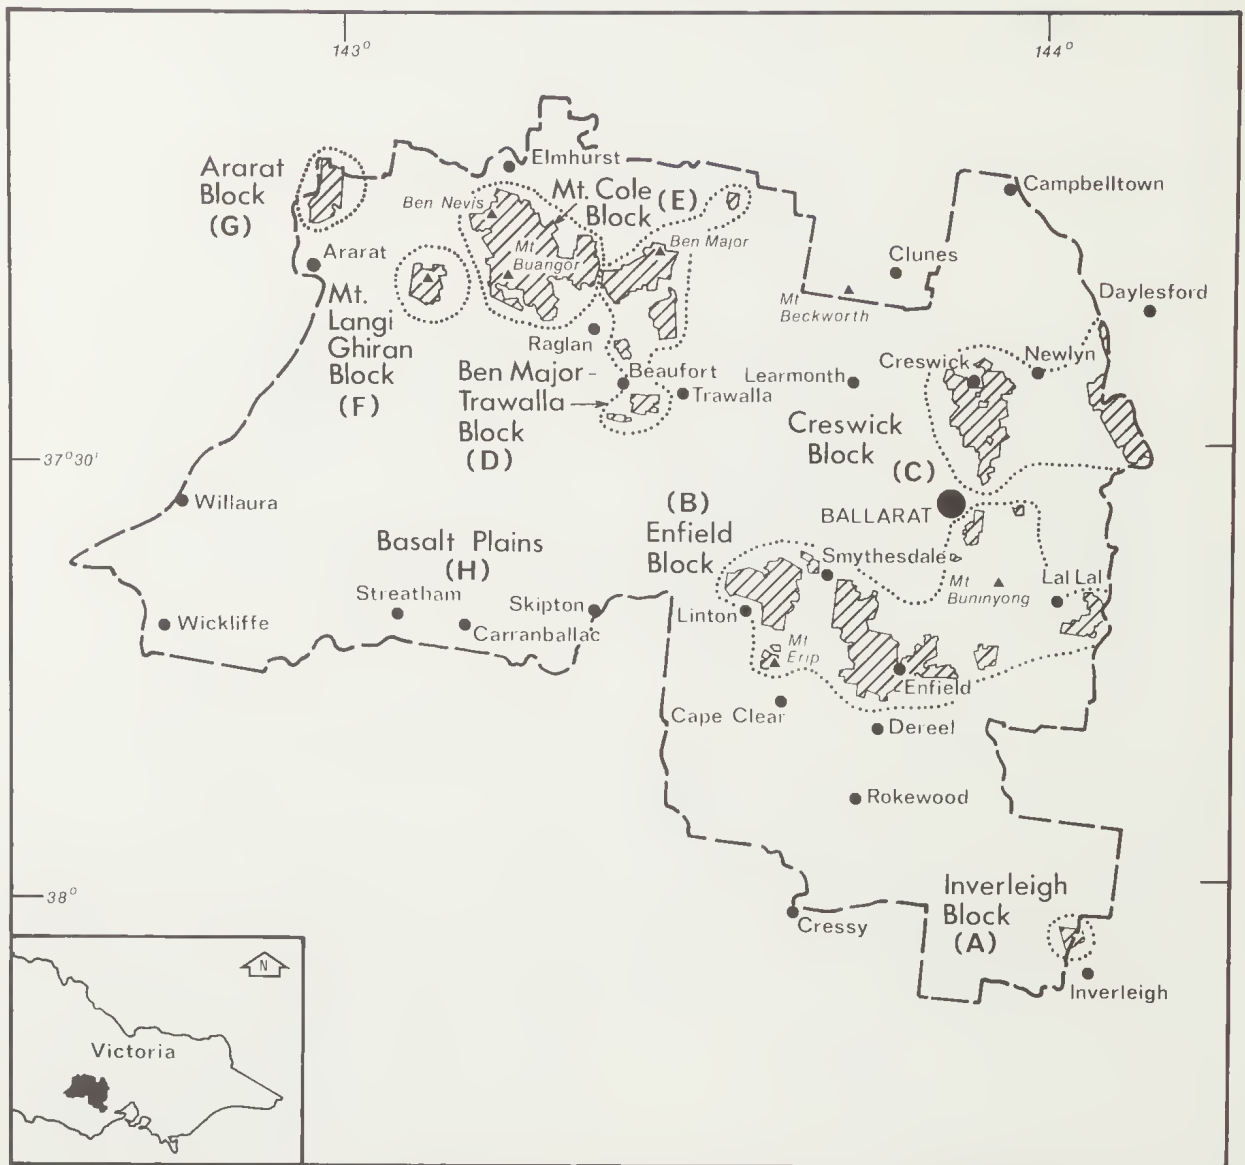 143°
144°
Elmhurst
Ararat
Block
(G)
Mt. Cole
Block
(E)
Campbelltown
Ben Nevis
Mt
Buangor
Ben Major
Ararat
Clunes
Mt
Beckworth
Daylesford
Mt.
Langi
Ghiran
Block
(F)
Raglan
Creswick
Newlyn
Ben Major-
Trawalla
Block
(D)
Beaufort
Trawalla
Learmonth
Creswick
Block
(C)
37°30'
Willaura
BALLARAT
(B)
Enfield
Block
Basalt Plains
(H)
Smythesdale
Mt
Buninyong
Lal Lal
Streatham
Skipton
Linton
Wickliffe
Carranballac
Mt
Erip
Enfield
Cape Clear
Dereel
Rokewood
38°
Inverleigh
Block
(A)
Cressy
Inverleigh
N
Victoria